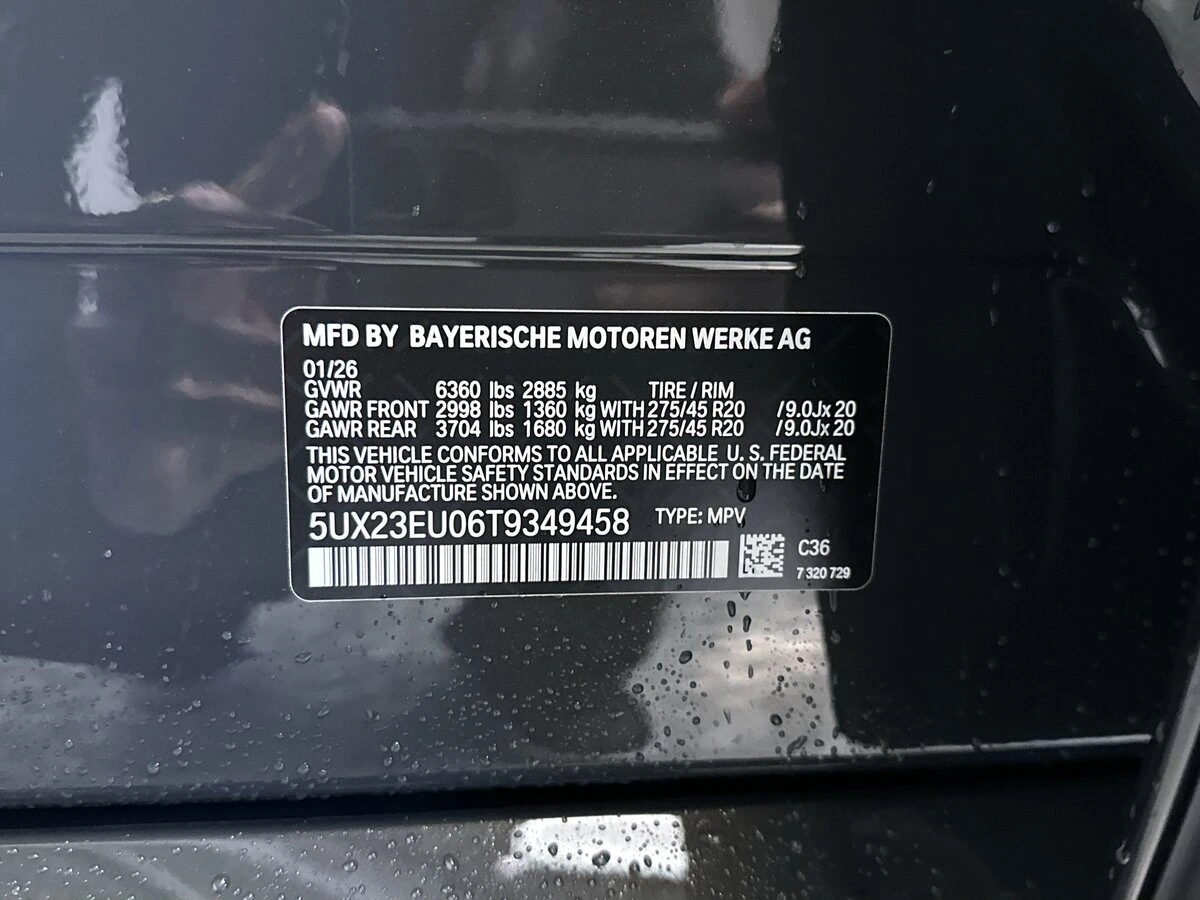 MFD BY BAYERISCHE MOTOREN WERKE AG
01/26
GVWR 6360 lbs 2885 kg TIRE / RIM
GAWR FRONT 2998 lbs 1360 kg WITH 275/45 R20 /9.0Jx 20
GAWR REAR 3704 lbs 1680 kg WITH 275/45 R20 /9.0Jx 20
THIS VEHICLE CONFORMS TO ALL APPLICABLE U. S. FEDERAL
MOTOR VEHICLE SAFETY STANDARDS IN EFFECT ON THE DATE
OF MANUFACTURE SHOWN ABOVE.
5UX23EU06T9349458 TYPE: MPV
C36
7 320 729